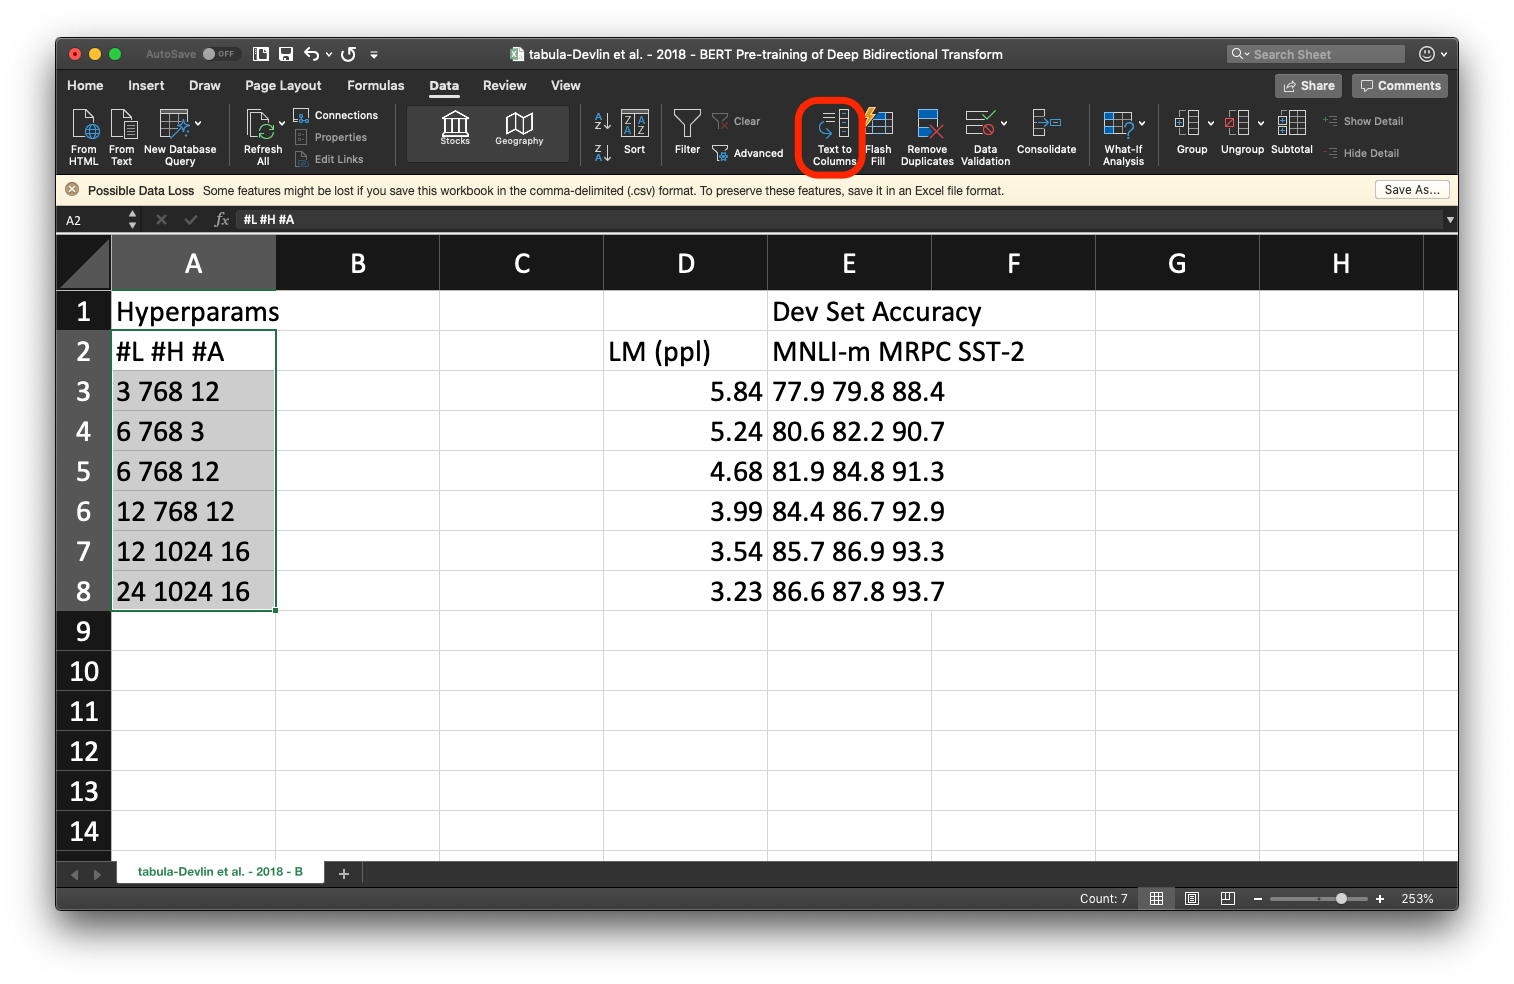 AutoSave OFF
tabula-Devlin et al. - 2018 - BERT Pre-training of Deep Bidirectional Transform
Search Sheet
Home Insert Draw Page Layout Formulas Data Review View
Share Comments
From HTML
From Text
New Database Query
Refresh All
Connections
Properties
Edit Links
Stocks
Geography
Sort
Filter
Clear
Advanced
Text to Columns
Flash Fill
Remove Duplicates
Data Validation
Consolidate
What-If Analysis
Group
Ungroup
Subtotal
Show Detail
Hide Detail
Possible Data Loss Some features might be lost if you save this workbook in the comma-delimited (.csv) format. To preserve these features, save it in an Excel file format. Save As...
A2 fx #L #H #A
A B C D E F G H
1 Hyperparams Dev Set Accuracy
2 #L #H #A LM (ppl) MNLI-m MRPC SST-2
3 3 768 12 5.84 77.9 79.8 88.4
4 6 768 3 5.24 80.6 82.2 90.7
5 6 768 12 4.68 81.9 84.8 91.3
6 12 768 12 3.99 84.4 86.7 92.9
7 12 1024 16 3.54 85.7 86.9 93.3
8 24 1024 16 3.23 86.6 87.8 93.7
9
10
11
12
13
14
tabula-Devlin et al. - 2018 - B +
Count: 7 253%